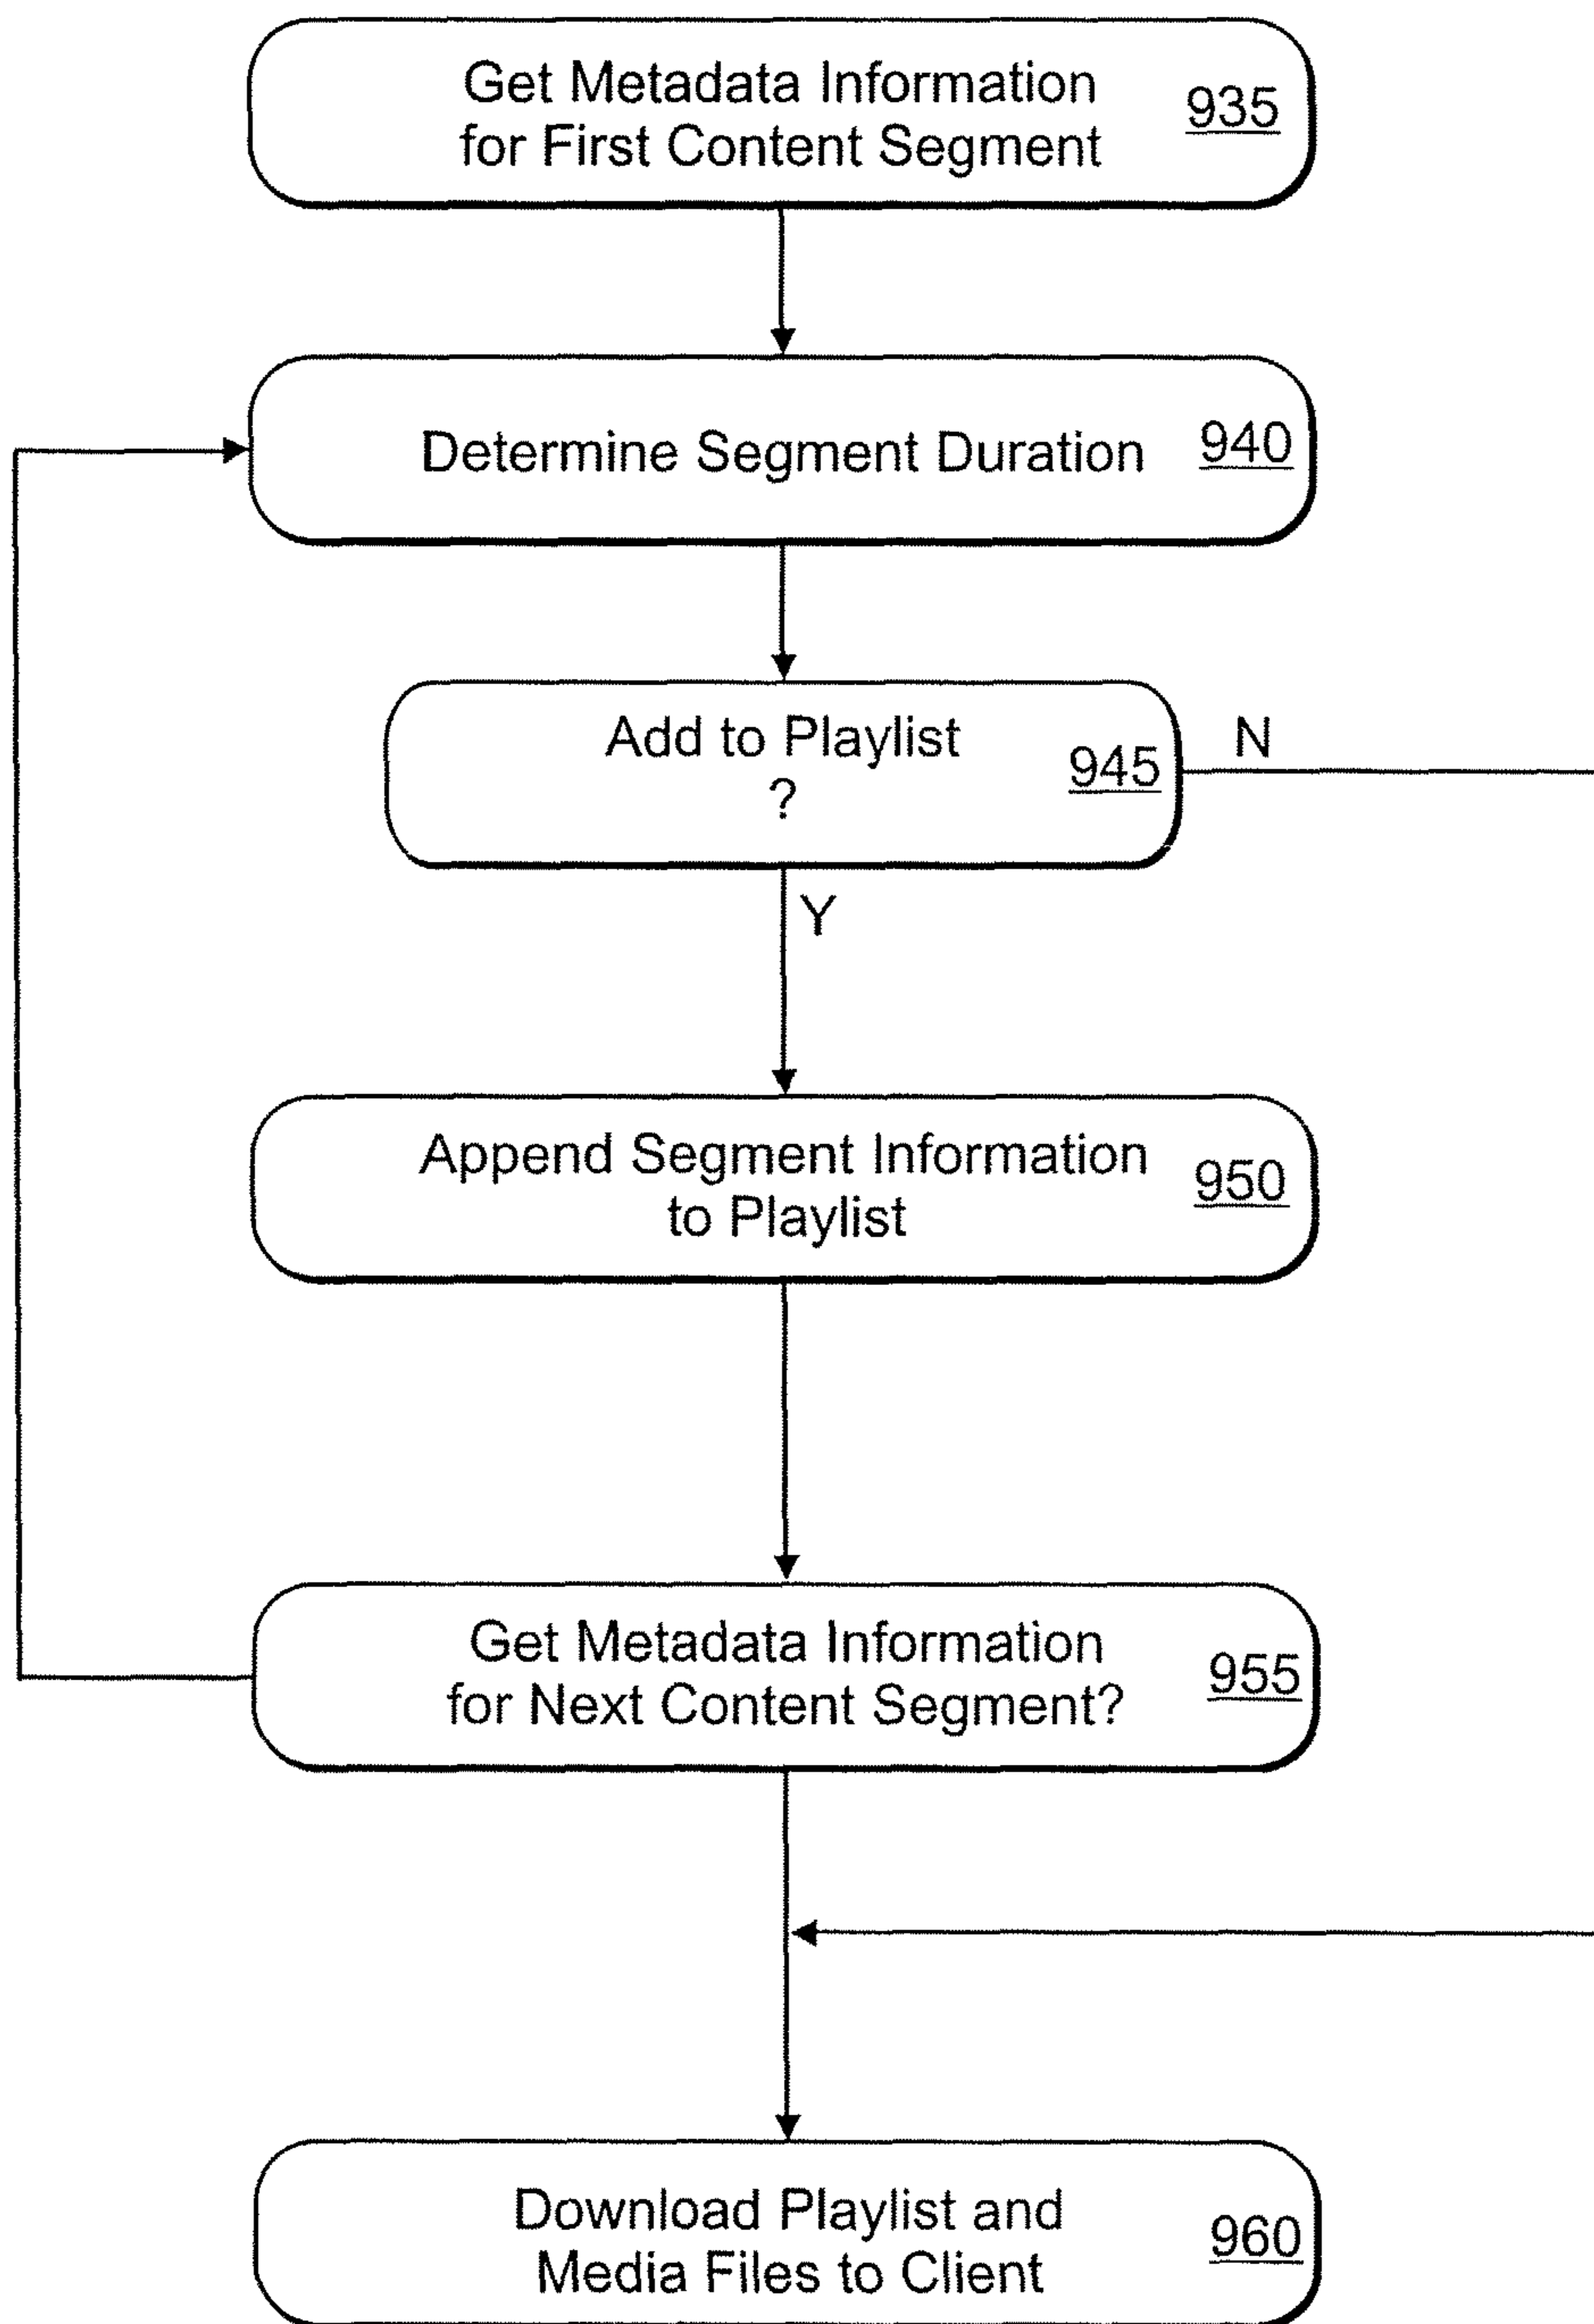 Get Metadata Information
for First Content Segment
935
Determine Segment Duration
940
Add to Playlist
?
945
N
Y
Append Segment Information
to Playlist
950
Get Metadata Information
for Next Content Segment?
955
Download Playlist and
Media Files to Client
960